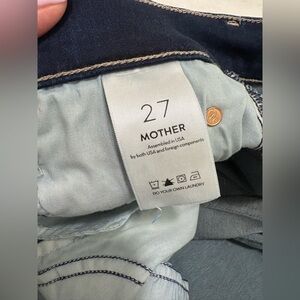 27
MOTHER
Assembled in USA
by both USA and foreign components
DO YOUR OWN LAUNDRY